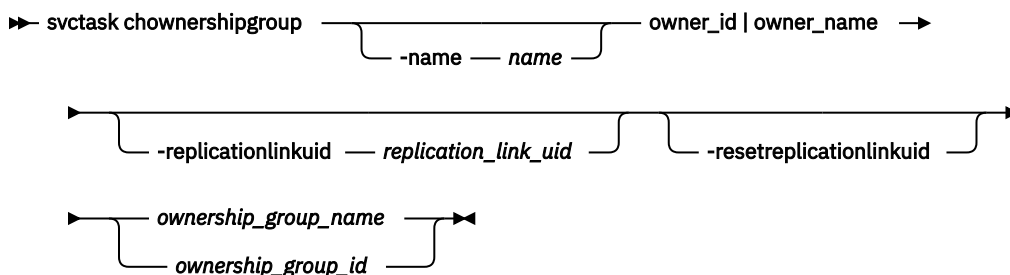 svctask chownershipgroup owner_id | owner_name
-name name
-replicationlinkuid replication_link_uid -resetreplicationlinkuid
ownership_group_name
ownership_group_id